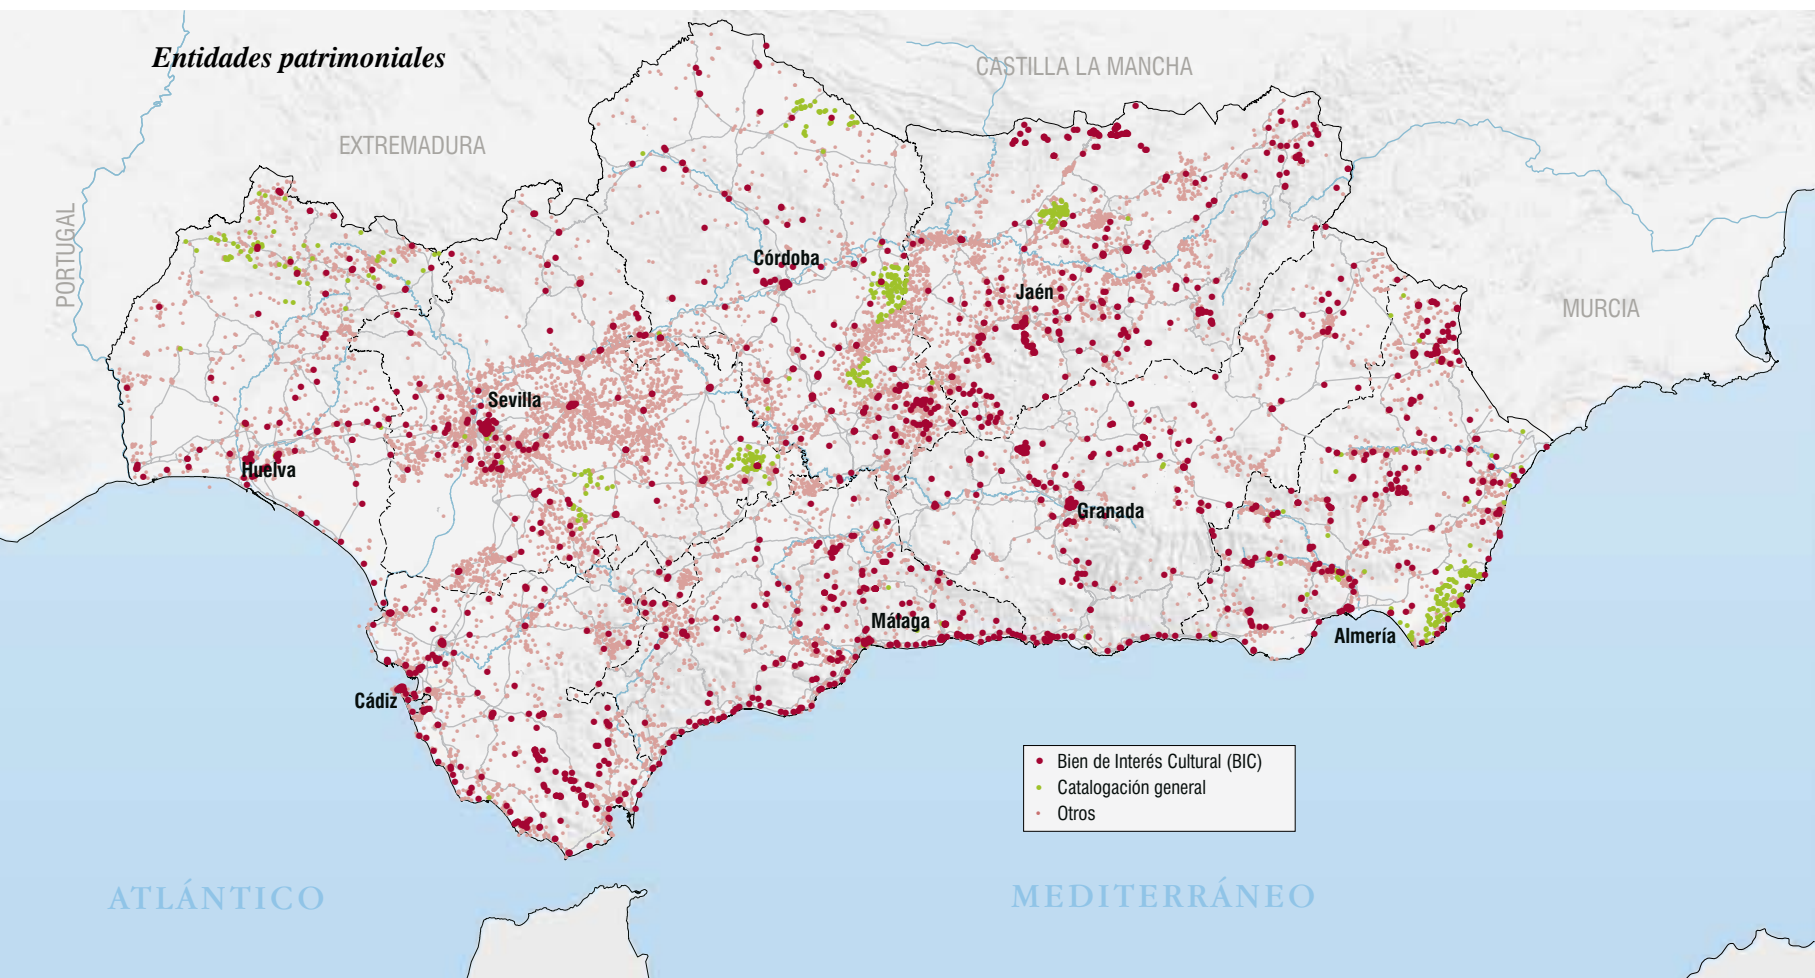 Entidades patrimoniales
CASTILLA LA MANCHA
EXTREMADURA
PORTUGAL
Córdoba
Jaén
MURCIA
Sevilla
Huelva
Granada
Málaga
Almería
Cádiz
Bien de Interés Cultural (BIC)
Catalogación general
Otros
ATLÁNTICO
MEDITERRÁNEO